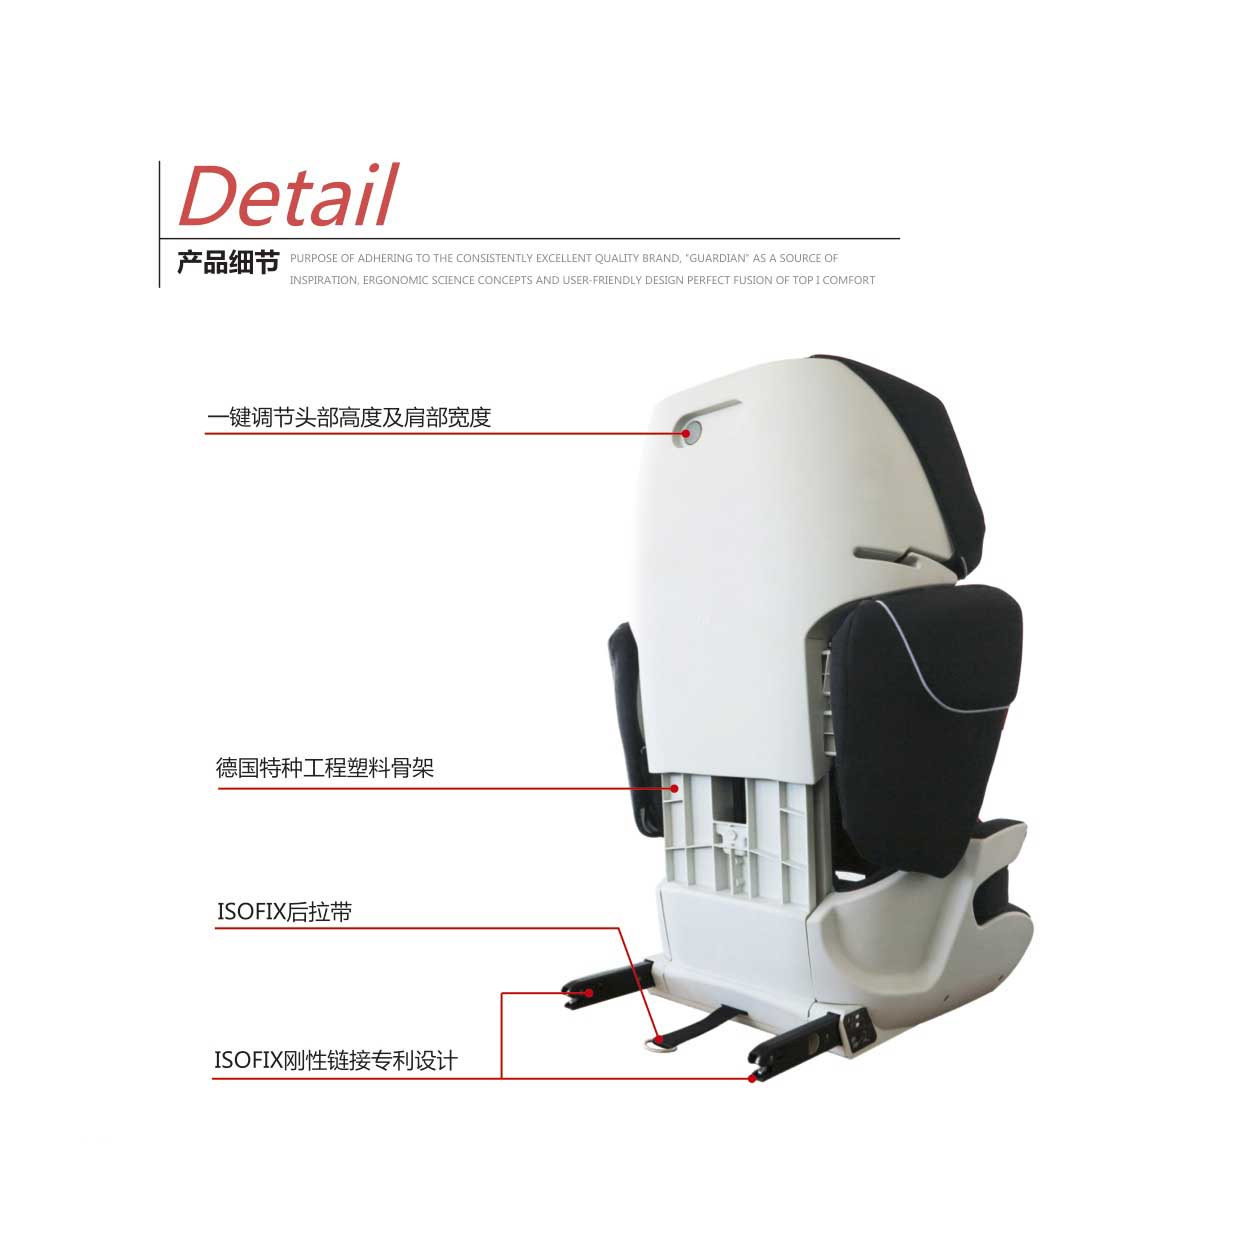 Detail
产品细节
PURPOSE OF ADHERING TO THE CONSISTENTLY EXCELLENT QUALITY BRAND, "GUARDIAN" AS A SOURCE OF
INSPIRATION, ERGONOMIC SCIENCE CONCEPTS AND USER-FRIENDLY DESIGN PERFECT FUSION OF TOP I COMFORT
一键调节头部高度及肩部宽度
德国特种工程塑料骨架
ISOFIX后拉带
ISOFIX刚性链接专利设计